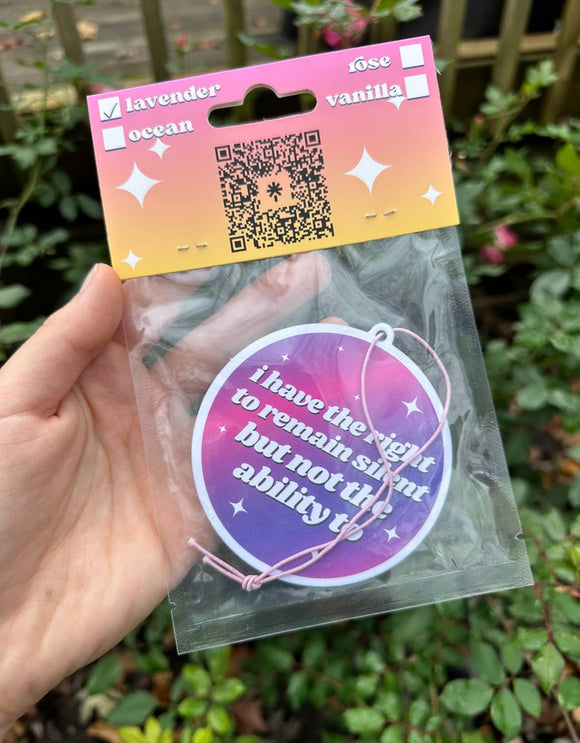 lavender
ocean
rose
vanilla
i have the right
to remain silent
but not the
ability to